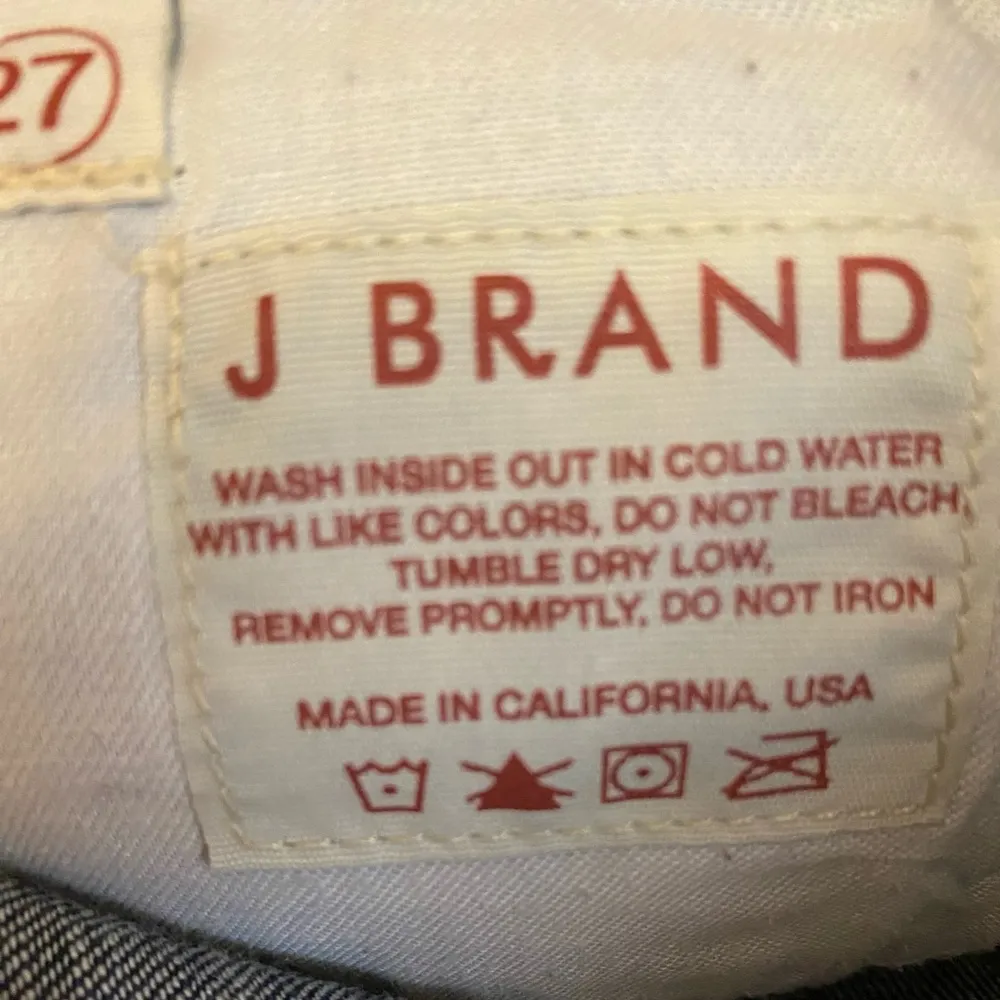 27
J BRAND
WASH INSIDE OUT IN COLD WATER
WITH LIKE COLORS, DO NOT BLEACH,
TUMBLE DRY LOW,
REMOVE PROMPTLY, DO NOT IRON
MADE IN CALIFORNIA, USA